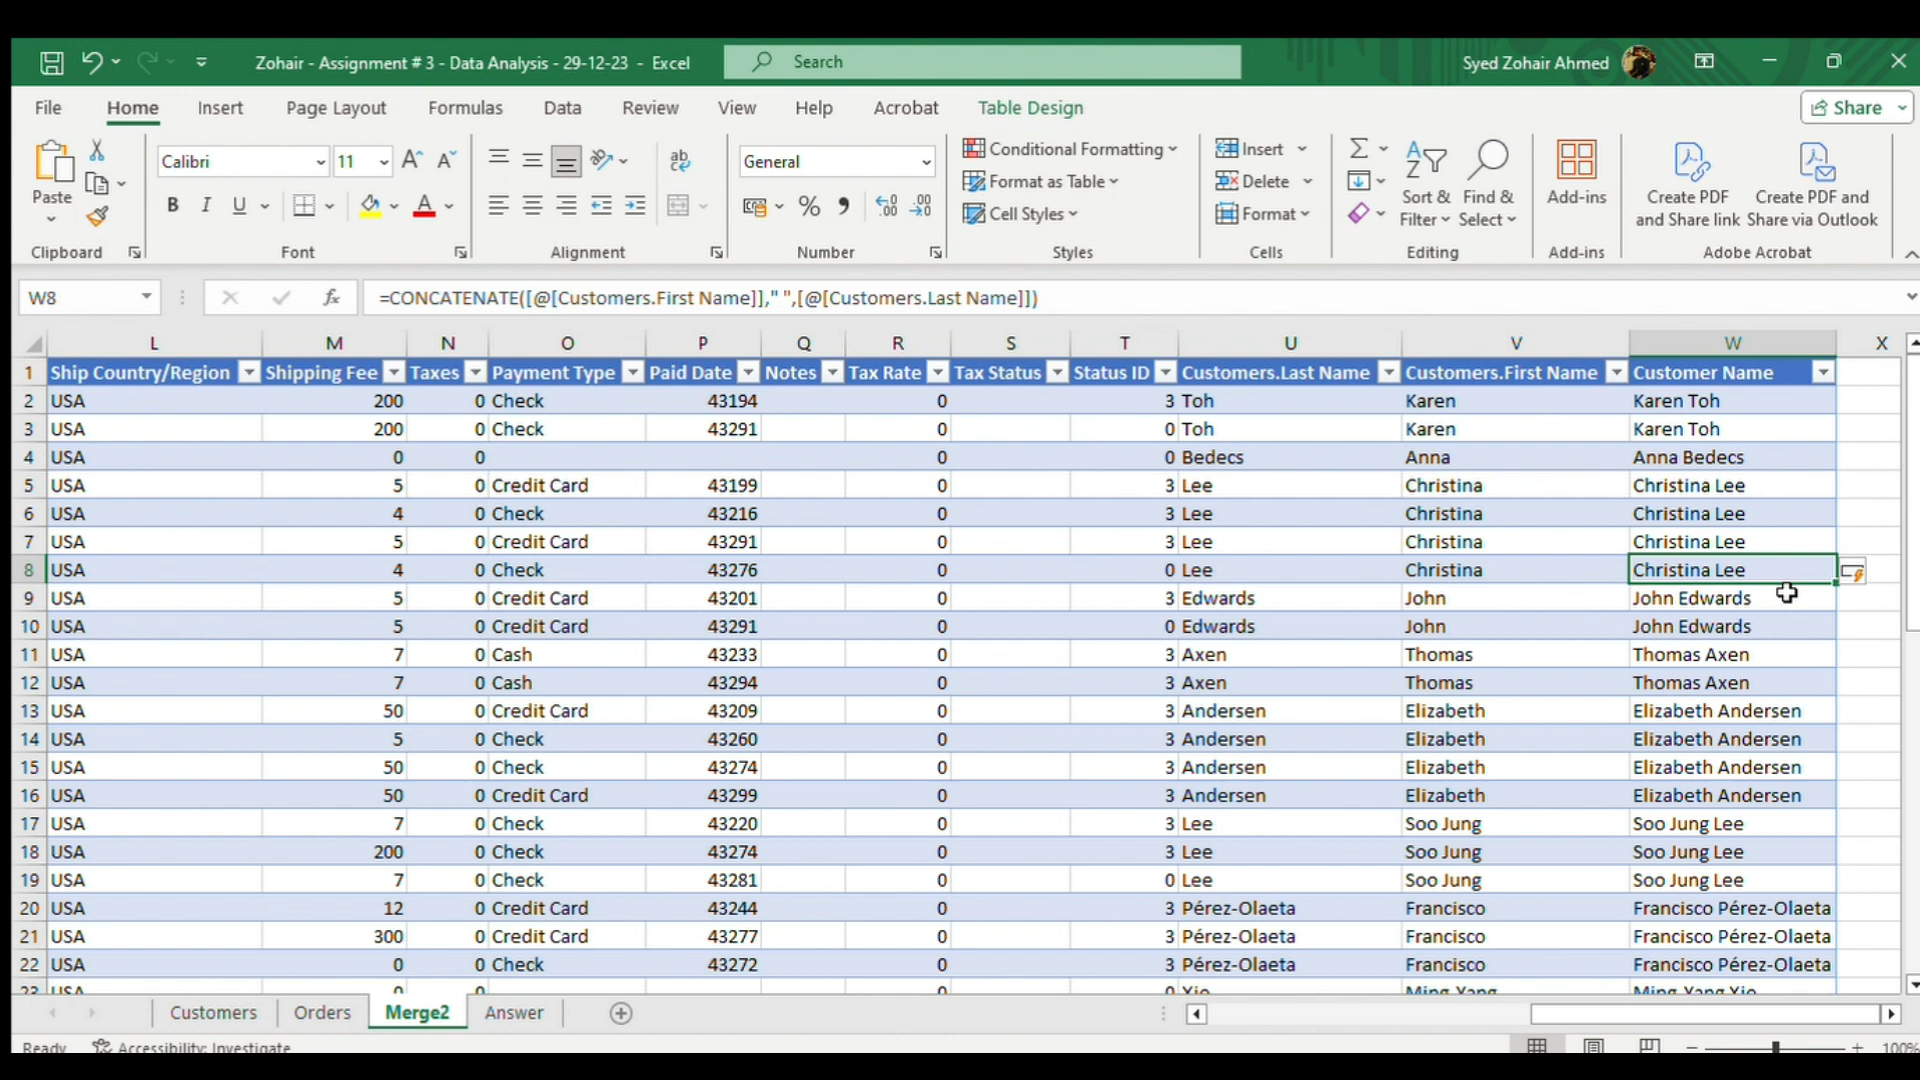 Zohair - Assignment # 3 - Data Analysis - 29-12-23 - Excel
Search
Syed Zohair Ahmed
File Home Insert Page Layout Formulas Data Review View Help Acrobat Table Design Share
Calibri 11 General
Conditional Formatting Insert
Format as Table Delete
Cell Styles Format
Paste
B I U
Sort & Filter
Find & Select
Add-ins
Create PDF and Share link
Create PDF and Share via Outlook
Clipboard Font Alignment Number Styles Cells Editing Add-ins Adobe Acrobat
W8 fx =CONCATENATE([@[Customers.First Name]]," ",[@[Customers.Last Name]])
L M N O P Q R S T U V W X
1 Ship Country/Region Shipping Fee Taxes Payment Type Paid Date Notes Tax Rate Tax Status Status ID Customers.Last Name Customers.First Name Customer Name
2 USA 200 0 Check 43194 0 3 Toh Karen Karen Toh
3 USA 200 0 Check 43291 0 0 Toh Karen Karen Toh
4 USA 0 0 0 0 Bedecs Anna Anna Bedecs
5 USA 5 0 Credit Card 43199 0 3 Lee Christina Christina Lee
6 USA 4 0 Check 43216 0 3 Lee Christina Christina Lee
7 USA 5 0 Credit Card 43291 0 3 Lee Christina Christina Lee
8 USA 4 0 Check 43276 0 0 Lee Christina Christina Lee
9 USA 5 0 Credit Card 43201 0 3 Edwards John John Edwards
10 USA 5 0 Credit Card 43291 0 0 Edwards John John Edwards
11 USA 7 0 Cash 43233 0 3 Axen Thomas Thomas Axen
12 USA 7 0 Cash 43294 0 3 Axen Thomas Thomas Axen
13 USA 50 0 Credit Card 43209 0 3 Andersen Elizabeth Elizabeth Andersen
14 USA 5 0 Check 43260 0 3 Andersen Elizabeth Elizabeth Andersen
15 USA 50 0 Check 43274 0 3 Andersen Elizabeth Elizabeth Andersen
16 USA 50 0 Credit Card 43299 0 3 Andersen Elizabeth Elizabeth Andersen
17 USA 7 0 Check 43220 0 3 Lee Soo Jung Soo Jung Lee
18 USA 200 0 Check 43274 0 3 Lee Soo Jung Soo Jung Lee
19 USA 7 0 Check 43281 0 0 Lee Soo Jung Soo Jung Lee
20 USA 12 0 Credit Card 43244 0 3 Pérez-Olaeta Francisco Francisco Pérez-Olaeta
21 USA 300 0 Credit Card 43277 0 3 Pérez-Olaeta Francisco Francisco Pérez-Olaeta
22 USA 0 0 Check 43272 0 3 Pérez-Olaeta Francisco Francisco Pérez-Olaeta
23 USA 0 0 0 0 Xie Ming-Yang Ming-Yang Xie
Customers Orders Merge2 Answer
Ready Accessibility: Investigate 100%